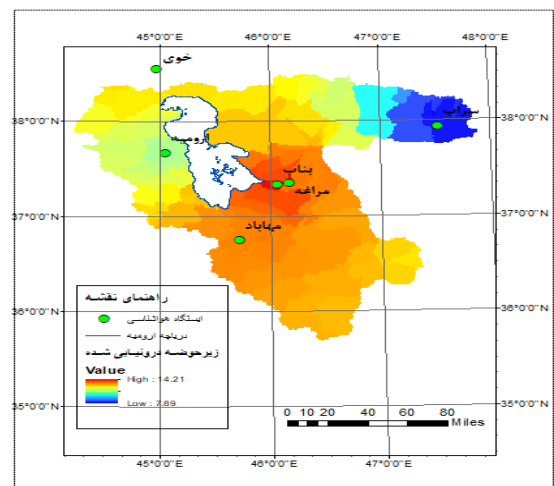 45°0'0"E 46°0'0"E 47°0'0"E 48°0'0"E
خوی
38°0'0"N
سراب
38°0'0"N
ارومیه
بناب
مراغه
37°0'0"N
37°0'0"N
مهاباد
36°0'0"N
36°0'0"N
راهنمای نقشه
ایستگاه هواشناسی
دریاچه ارومیه
زیرحوضه درونیابی شده
Value
High : 14.21
Low : 7.89
35°0'0"N
35°0'0"N
0 10 20 40 60 80
Miles
45°0'0"E 46°0'0"E 47°0'0"E